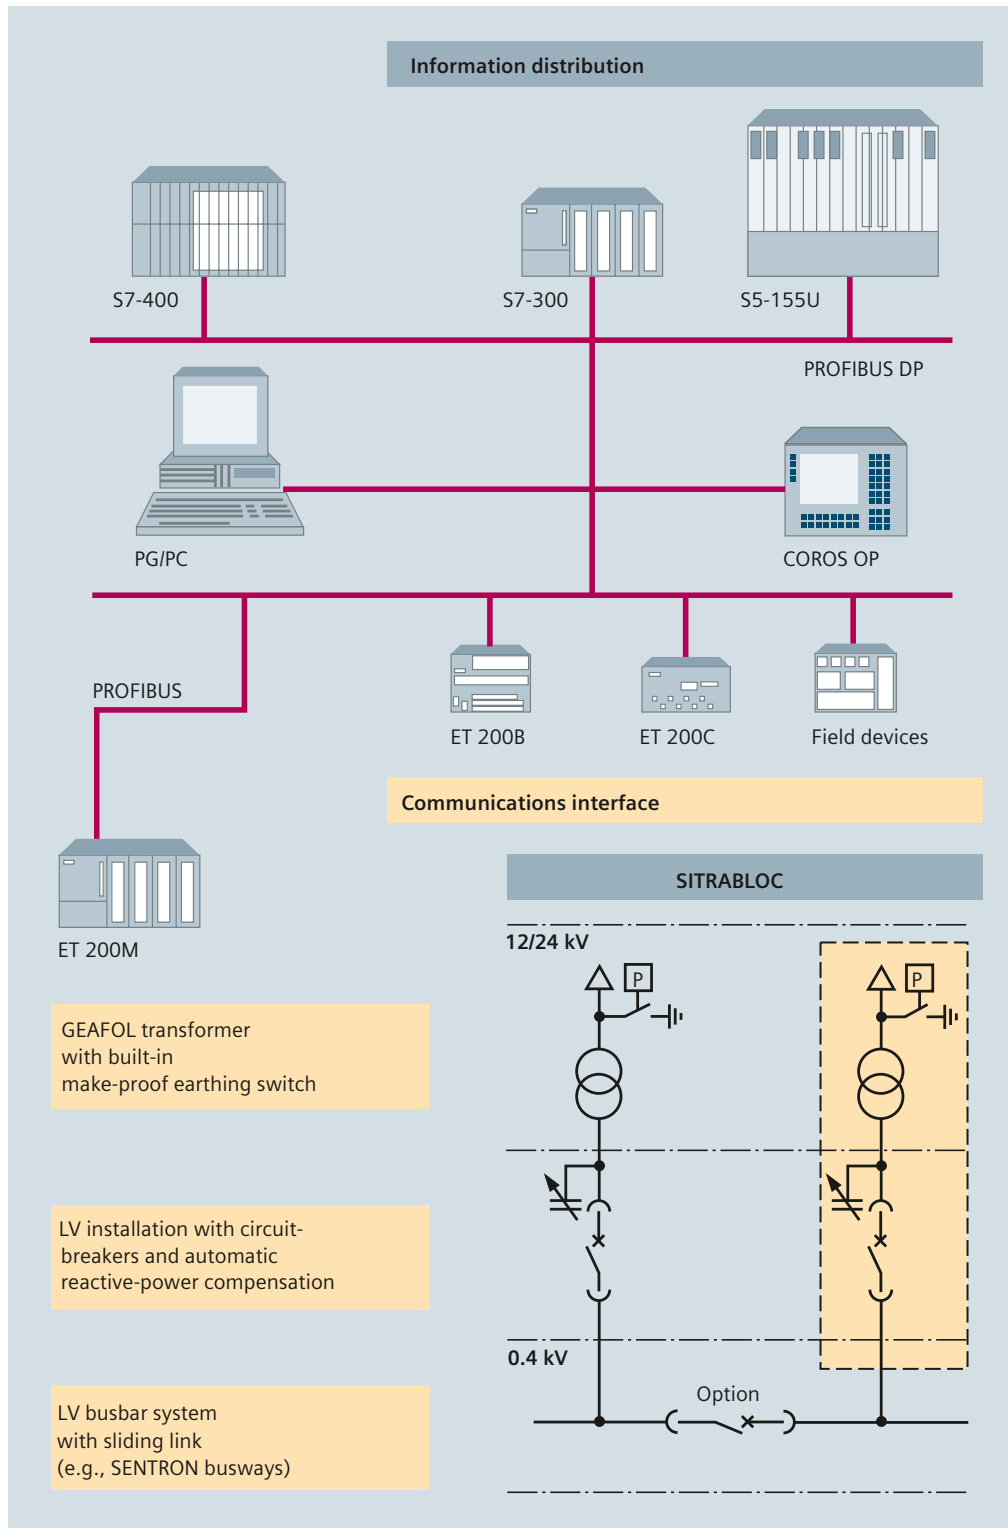 Information distribution
S7-400
S7-300
S5-155U
PROFIBUS DP
PG/PC
COROS OP
PROFIBUS
ET 200B
ET 200C
Field devices
Communications interface
ET 200M
SITRABLOC
12/24 kV
P
P
GEAFOL transformer
with built-in
make-proof earthing switch
LV installation with circuit-
breakers and automatic
reactive-power compensation
0.4 kV
Option
LV busbar system
with sliding link
(e.g., SENTRON busways)